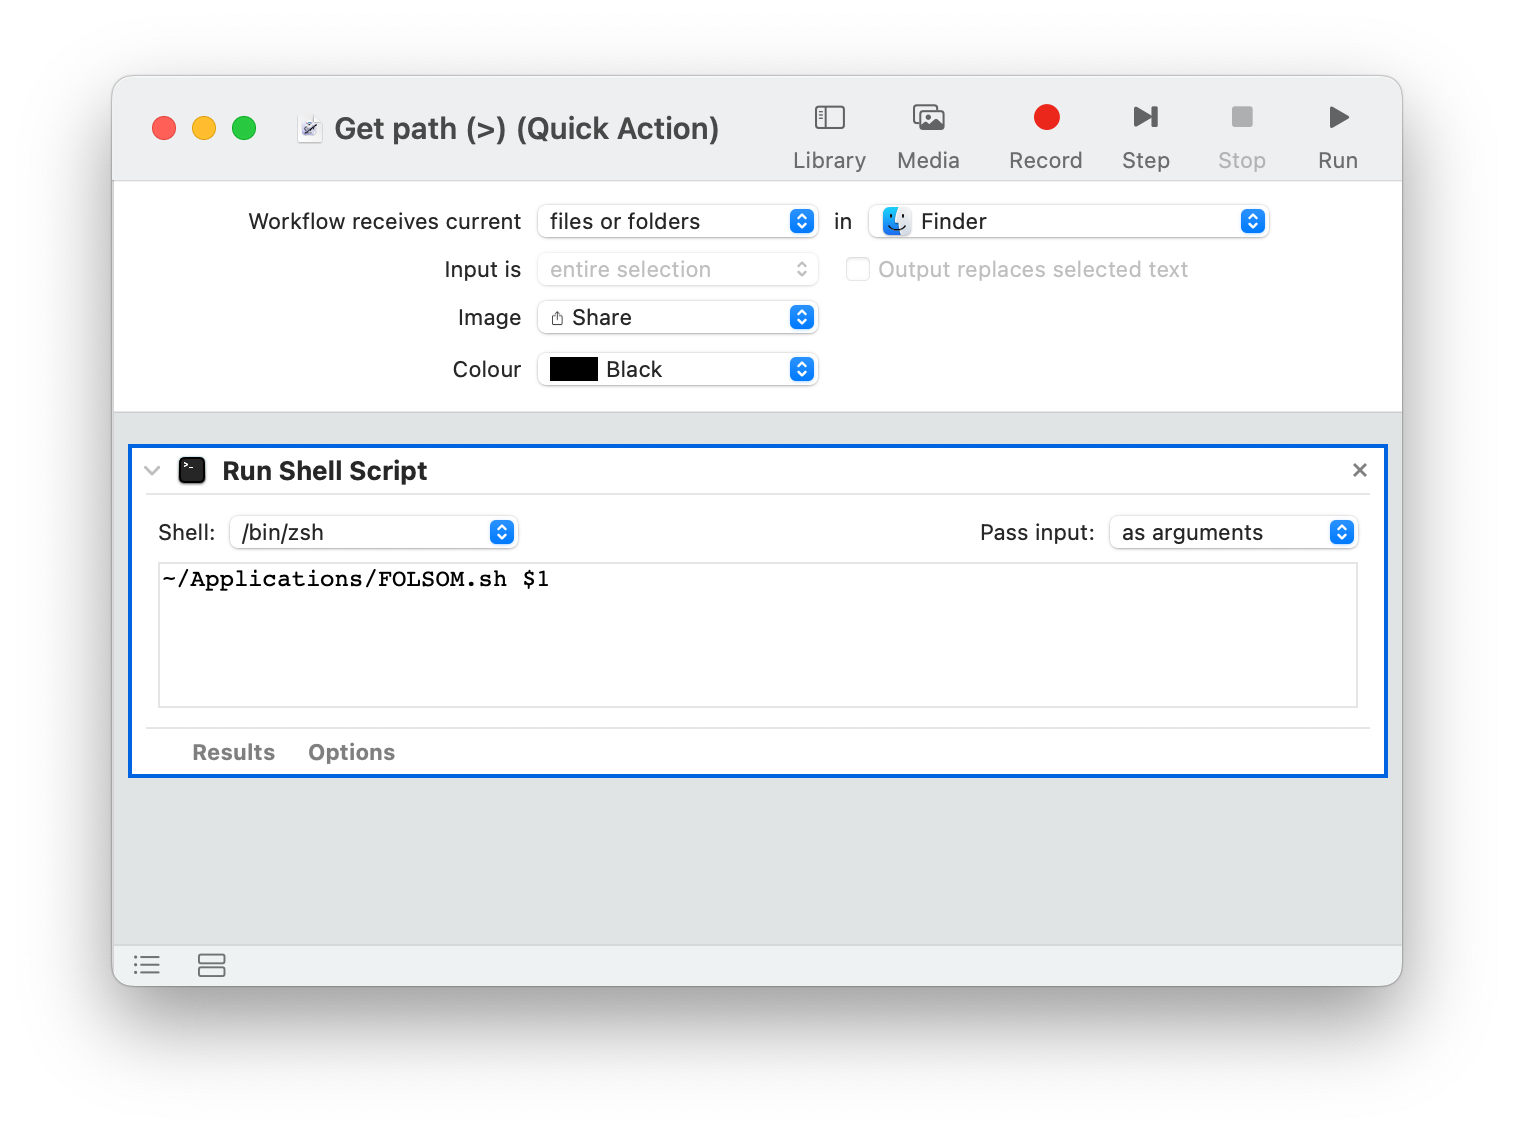 Get path (>) (Quick Action)
Library Media Record Step Stop Run
Workflow receives current files or folders in Finder
Input is entire selection Output replaces selected text
Image Share
Colour Black
Run Shell Script
Shell: /bin/zsh Pass input: as arguments
~/Applications/FOLSOM.sh $1
Results Options